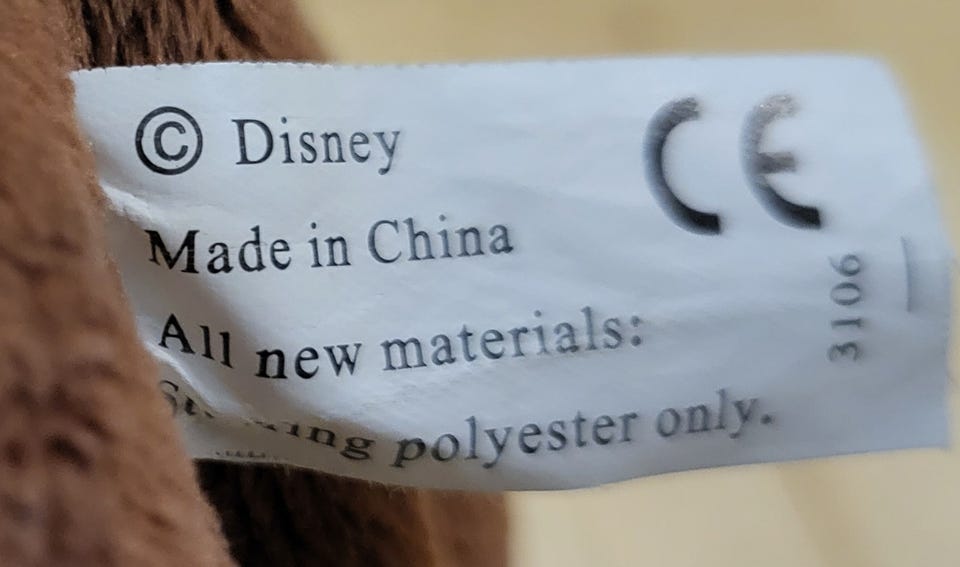 © Disney
Made in China
All new materials:
polyester only.
CE
3106